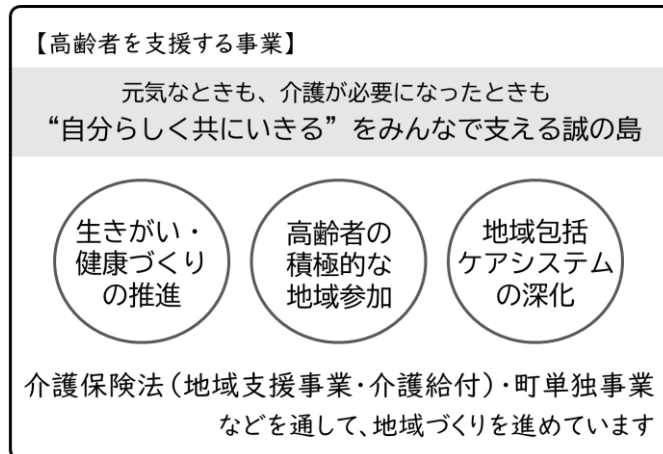 【高齢者を支援する事業】
元気なときも、介護が必要になったときも
“自分らしく共にいきる”をみんなで支える誠の島
生きがい・
健康づくり
の推進
高齢者の
積極的な
地域参加
地域包括
ケアシステム
の深化
介護保険法(地域支援事業・介護給付)・町単独事業
などを通して、地域づくりを進めています